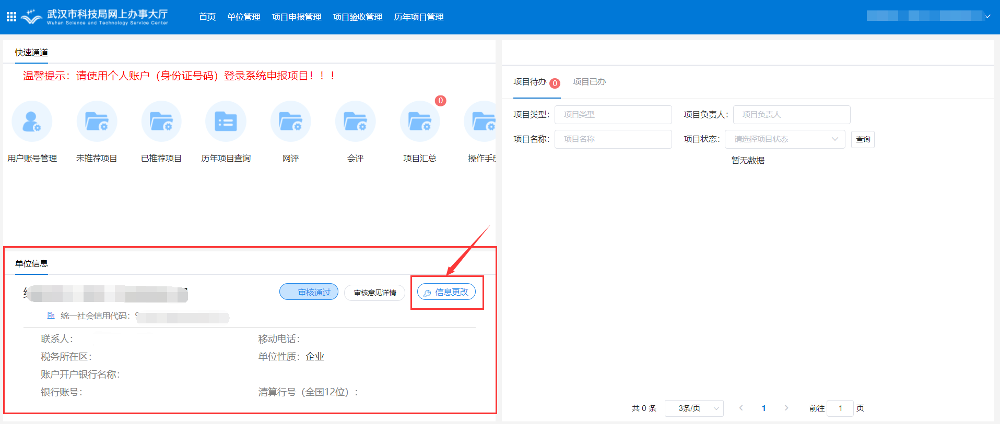 武汉市科技局网上办事大厅
Wuhan Science and Technology Service Center
首页 单位管理 项目申报管理 项目验收管理 历年项目管理
快速通道
温馨提示：请使用个人账户（身份证号码）登录系统申报项目！！！
0
用户账号管理 未推荐项目 已推荐项目 历年项目查询 网评 会评 项目汇总 操作手册
单位信息
审核通过 审核意见详情 信息更改
统一社会信用代码：9
联系人： 移动电话：
税务所在区： 单位性质：企业
账户开户银行名称：
银行账号： 清算行号（全国12位）：
项目待办 0 项目已办
项目类型： 项目类型 项目负责人： 项目负责人
项目名称： 项目名称 项目状态： 请选择项目状态 查询
暂无数据
共 0 条 3条/页 1 前往 1 页